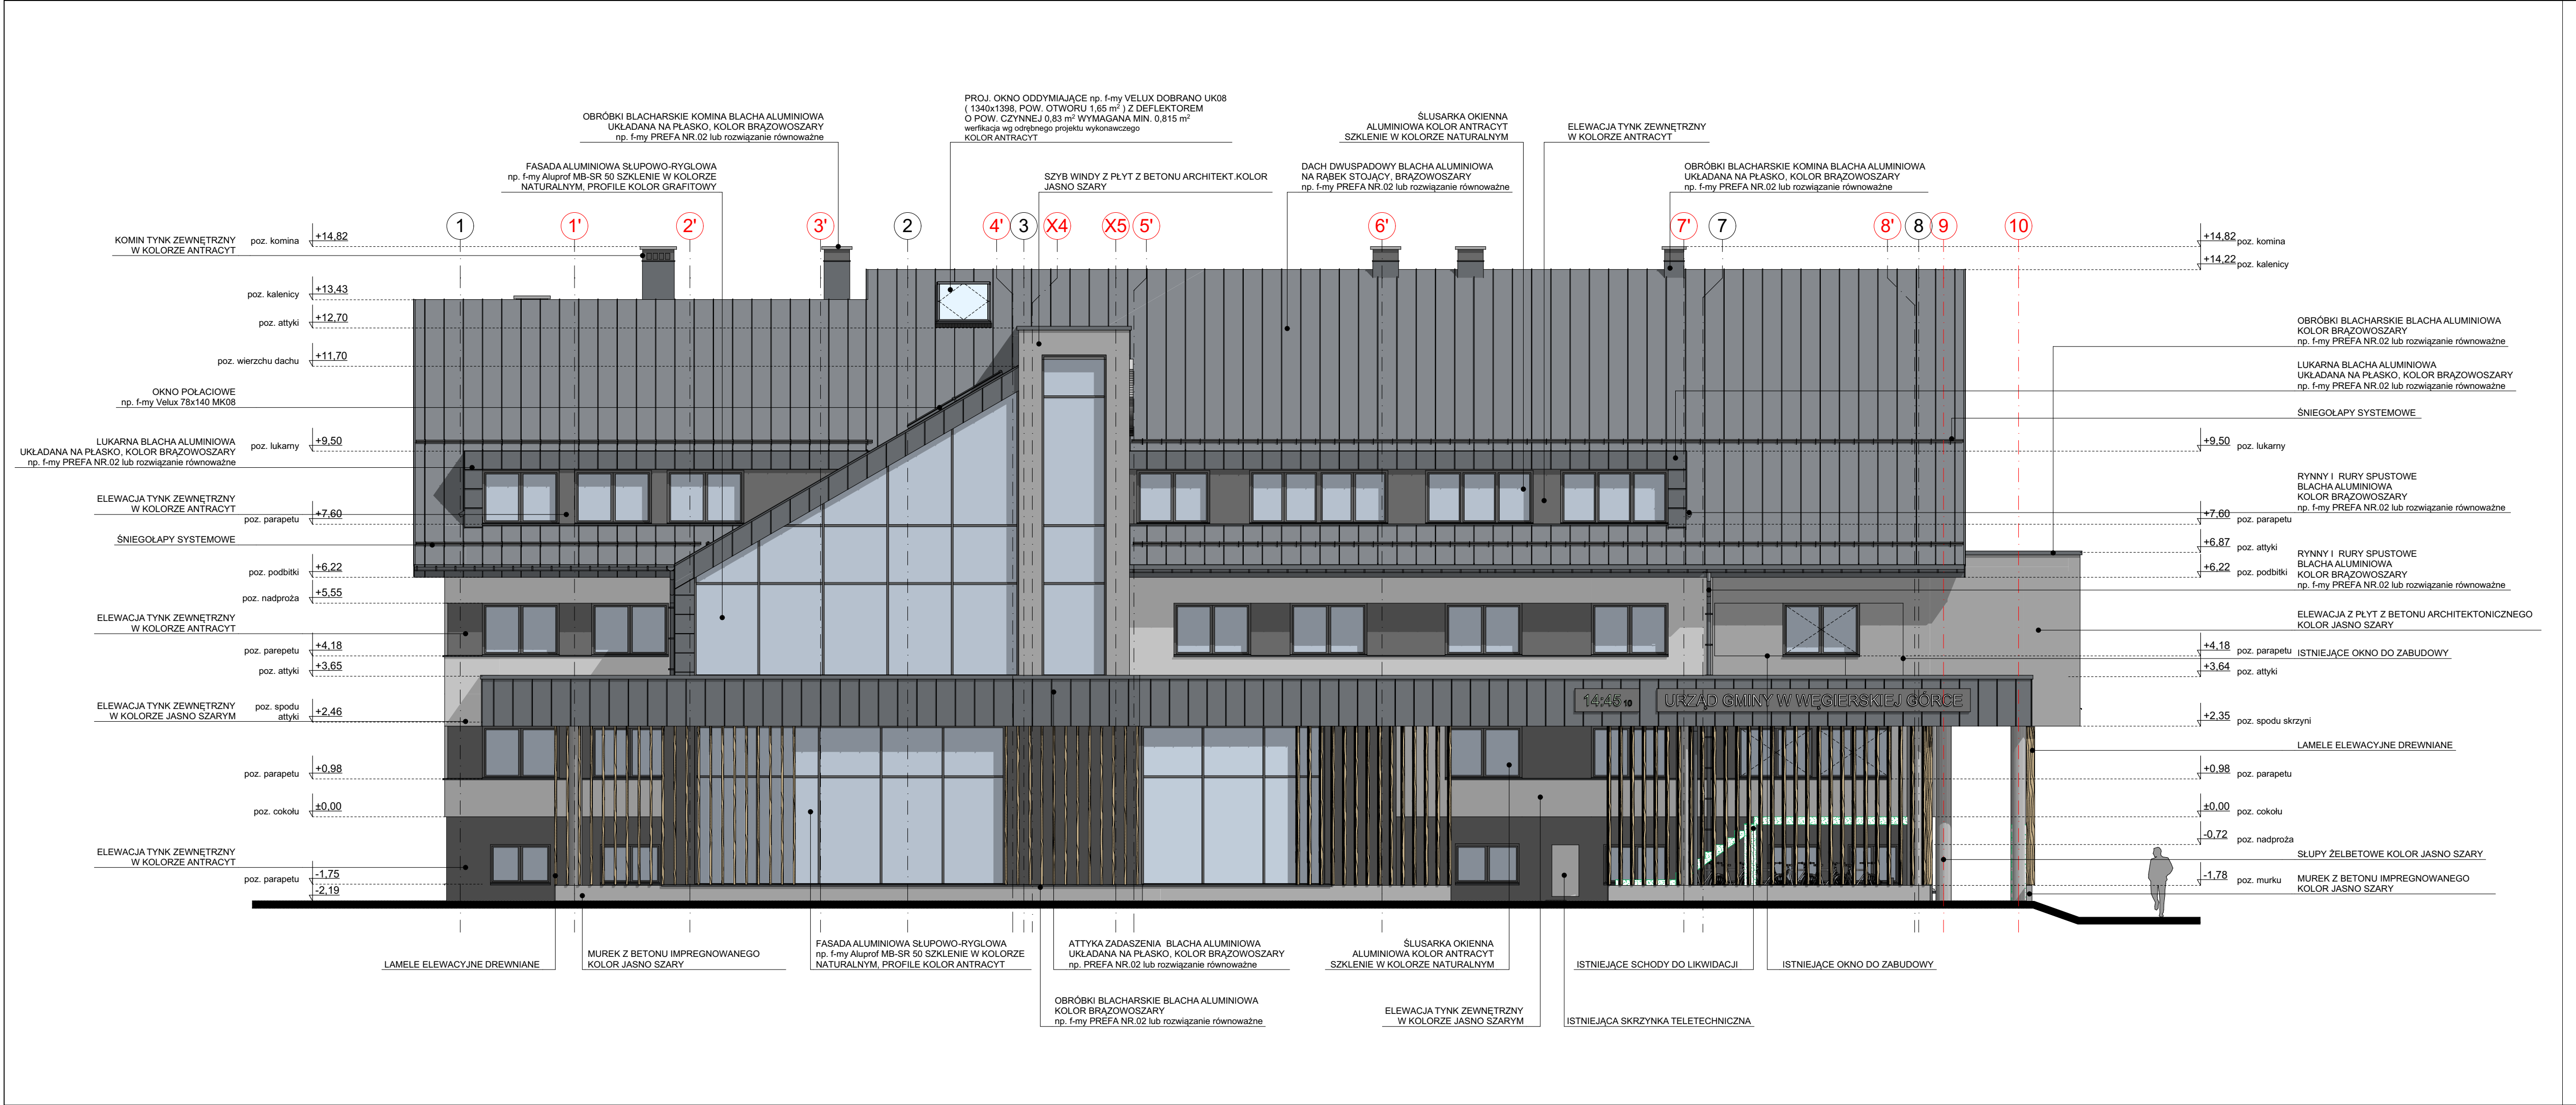 PROJ. OKNO ODDYMIAJĄCE np. f-my VELUX DOBRANO UK08
( 1340x1398, POW. OTWORU 1,65 m² ) Z DEFLEKTOREM
O POW. CZYNNEJ 0,83 m² WYMAGANA MIN. 0,815 m²
werfikacja wg odrębnego projektu wykonawczego
KOLOR ANTRACYT
OBRÓBKI BLACHARSKIE KOMINA BLACHA ALUMINIOWA
UKŁADANA NA PŁASKO, KOLOR BRĄZOWOSZARY
np. f-my PREFA NR.02 lub rozwiązanie równoważne
ŚLUSARKA OKIENNA
ALUMINIOWA KOLOR ANTRACYT
SZKLENIE W KOLORZE NATURALNYM
ELEWACJA TYNK ZEWNĘTRZNY
W KOLORZE ANTRACYT
FASADA ALUMINIOWA SŁUPOWO-RYGLOWA
np. f-my Aluprof MB-SR 50 SZKLENIE W KOLORZE
NATURALNYM, PROFILE KOLOR GRAFITOWY
SZYB WINDY Z PŁYT Z BETONU ARCHITEKT.KOLOR
JASNO SZARY
DACH DWUSPADOWY BLACHA ALUMINIOWA
NA RĄBEK STOJĄCY, BRĄZOWOSZARY
np. f-my PREFA NR.02 lub rozwiązanie równoważne
OBRÓBKI BLACHARSKIE KOMINA BLACHA ALUMINIOWA
UKŁADANA NA PŁASKO, KOLOR BRĄZOWOSZARY
np. f-my PREFA NR.02 lub rozwiązanie równoważne
1 1' 2' 3' 2 4' 3 X4 X5 5' 6' 7' 7 8' 8 9 10
KOMIN TYNK ZEWNĘTRZNY
W KOLORZE ANTRACYT
poz. komina +14,82
poz. kalenicy +13,43
poz. attyki +12,70
poz. wierzchu dachu +11,70
OKNO POŁACIOWE
np. f-my Velux 78x140 MK08
LUKARNA BLACHA ALUMINIOWA
UKŁADANA NA PŁASKO, KOLOR BRĄZOWOSZARY
np. f-my PREFA NR.02 lub rozwiązanie równoważne
poz. lukarny +9,50
ELEWACJA TYNK ZEWNĘTRZNY
W KOLORZE ANTRACYT
poz. parapetu +7,60
ŚNIEGOŁAPY SYSTEMOWE
poz. podbitki +6,22
poz. nadproża +5,55
ELEWACJA TYNK ZEWNĘTRZNY
W KOLORZE ANTRACYT
poz. parepetu +4,18
poz. attyki +3,65
ELEWACJA TYNK ZEWNĘTRZNY
W KOLORZE JASNO SZARYM
poz. spodu
attyki +2,46
poz. parapetu +0,98
poz. cokołu ±0,00
ELEWACJA TYNK ZEWNĘTRZNY
W KOLORZE ANTRACYT
poz. parapetu -1,75
-2,19
14:45 10
URZĄD GMINY W WĘGIERSKIEJ GÓRCE
+14,82 poz. komina
+14,22 poz. kalenicy
OBRÓBKI BLACHARSKIE BLACHA ALUMINIOWA
KOLOR BRĄZOWOSZARY
np. f-my PREFA NR.02 lub rozwiązanie równoważne
LUKARNA BLACHA ALUMINIOWA
UKŁADANA NA PŁASKO, KOLOR BRĄZOWOSZARY
np. f-my PREFA NR.02 lub rozwiązanie równoważne
ŚNIEGOŁAPY SYSTEMOWE
+9,50 poz. lukarny
RYNNY I RURY SPUSTOWE
BLACHA ALUMINIOWA
KOLOR BRĄZOWOSZARY
np. f-my PREFA NR.02 lub rozwiązanie równoważne
+7,60 poz. parapetu
+6,87 poz. attyki
RYNNY I RURY SPUSTOWE
BLACHA ALUMINIOWA
KOLOR BRĄZOWOSZARY
np. f-my PREFA NR.02 lub rozwiązanie równoważne
+6,22 poz. podbitki
ELEWACJA Z PŁYT Z BETONU ARCHITEKTONICZNEGO
KOLOR JASNO SZARY
+4,18 poz. parapetu
ISTNIEJĄCE OKNO DO ZABUDOWY
+3,64 poz. attyki
+2,35 poz. spodu skrzyni
LAMELE ELEWACYJNE DREWNIANE
+0,98 poz. parapetu
±0,00 poz. cokołu
-0,72 poz. nadproża
SŁUPY ŻELBETOWE KOLOR JASNO SZARY
-1,78 poz. murku
MUREK Z BETONU IMPREGNOWANEGO
KOLOR JASNO SZARY
LAMELE ELEWACYJNE DREWNIANE
MUREK Z BETONU IMPREGNOWANEGO
KOLOR JASNO SZARY
FASADA ALUMINIOWA SŁUPOWO-RYGLOWA
np. f-my Aluprof MB-SR 50 SZKLENIE W KOLORZE
NATURALNYM, PROFILE KOLOR ANTRACYT
ATTYKA ZADASZENIA BLACHA ALUMINIOWA
UKŁADANA NA PŁASKO, KOLOR BRĄZOWOSZARY
np. PREFA NR.02 lub rozwiązanie równoważne
ŚLUSARKA OKIENNA
ALUMINIOWA KOLOR ANTRACYT
SZKLENIE W KOLORZE NATURALNYM
ISTNIEJĄCE SCHODY DO LIKWIDACJI
ISTNIEJĄCE OKNO DO ZABUDOWY
OBRÓBKI BLACHARSKIE BLACHA ALUMINIOWA
KOLOR BRĄZOWOSZARY
np. f-my PREFA NR.02 lub rozwiązanie równoważne
ELEWACJA TYNK ZEWNĘTRZNY
W KOLORZE JASNO SZARYM
ISTNIEJĄCA SKRZYNKA TELETECHNICZNA